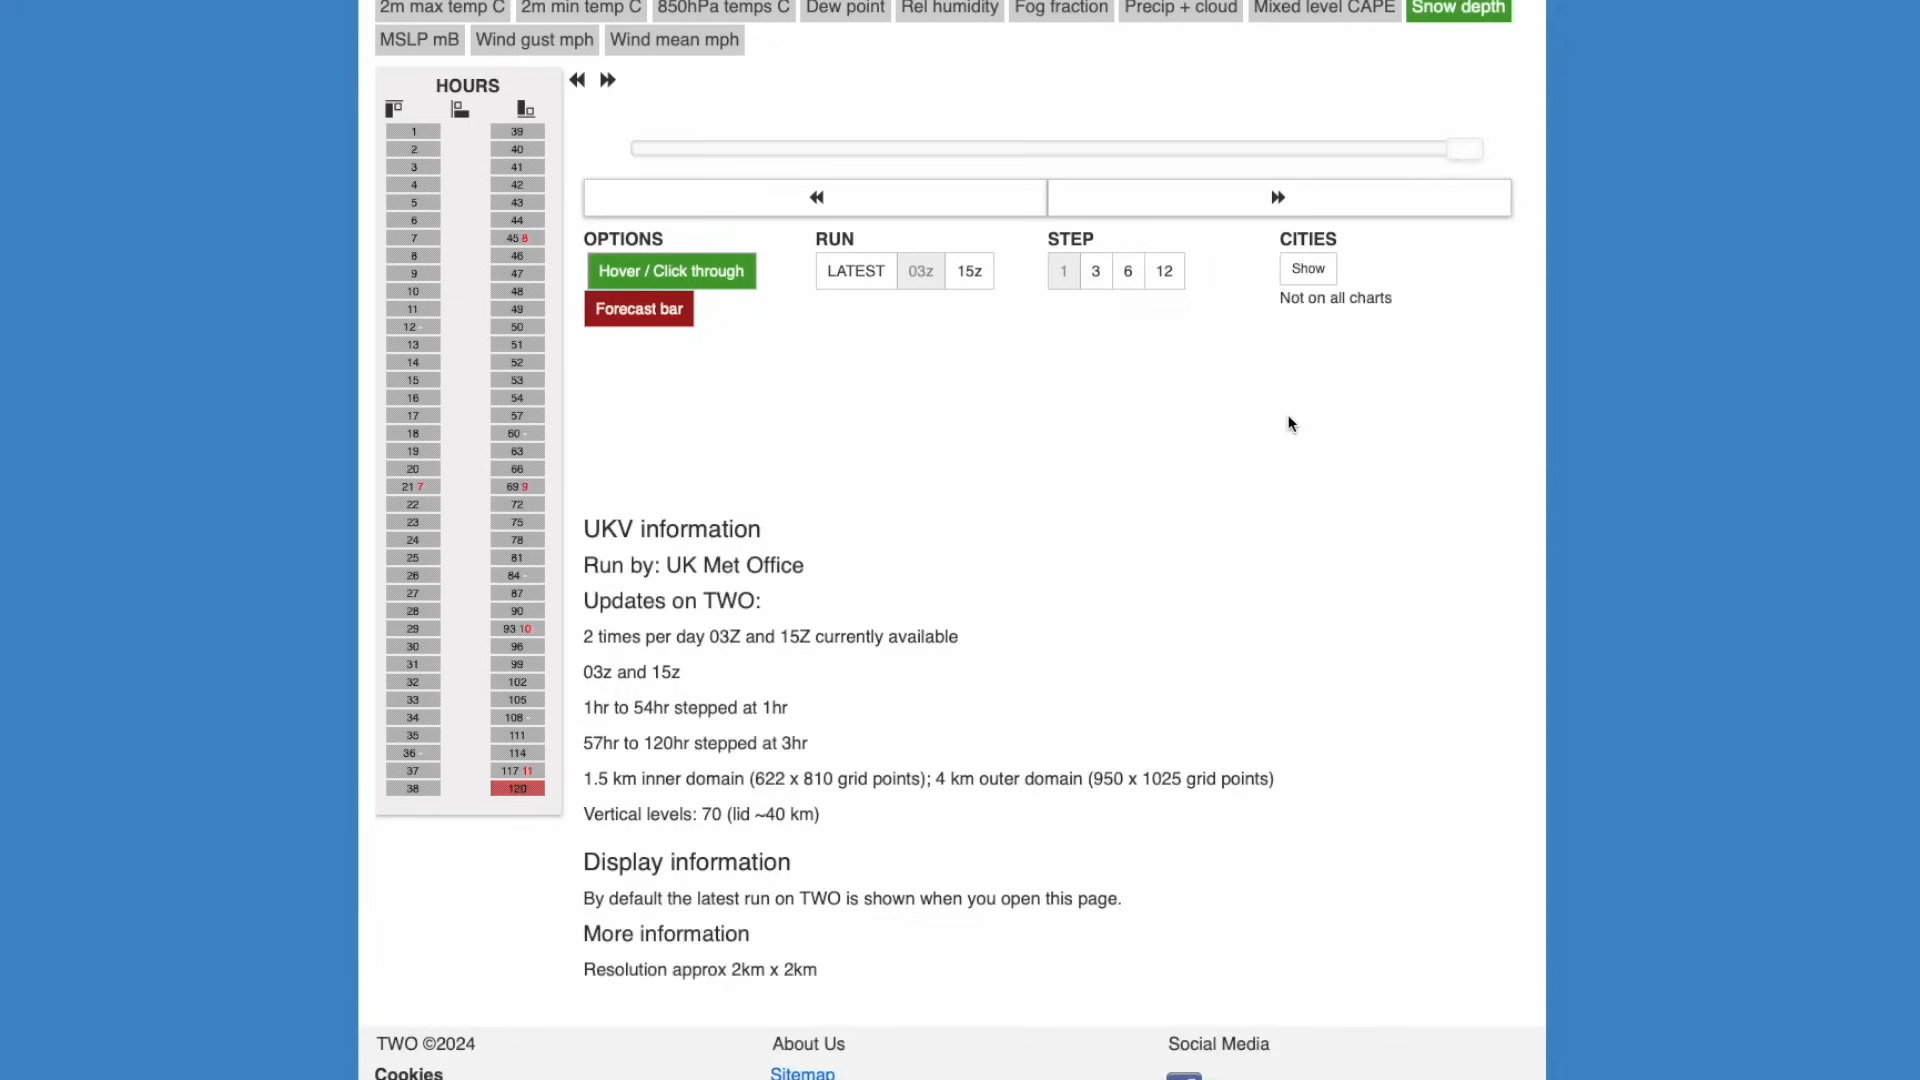 2m max temp C 2m min temp C 850hPa temps C Dew point Rel humidity Fog fraction Precip + cloud Mixed level CAPE Snow depth
MSLP mB Wind gust mph Wind mean mph
HOURS
1 39
2 40
3 41
4 42
5 43
6 44
7 45 8
8 46
9 47
10 48
11 49
12 - 50
13 51
14 52
15 53
16 54
17 57
18 60 -
19 63
20 66
21 7 69 9
22 72
23 75
24 78
25 81
26 84 -
27 87
28 90
29 93 10
30 96
31 99
32 102
33 105
34 108 -
35 111
36 - 114
37 117 11
38 120
OPTIONS
Hover / Click through
Forecast bar
RUN
LATEST 03z 15z
STEP
1 3 6 12
CITIES
Show
Not on all charts
UKV information
Run by: UK Met Office
Updates on TWO:
2 times per day 03Z and 15Z currently available
03z and 15z
1hr to 54hr stepped at 1hr
57hr to 120hr stepped at 3hr
1.5 km inner domain (622 x 810 grid points); 4 km outer domain (950 x 1025 grid points)
Vertical levels: 70 (lid ~40 km)
Display information
By default the latest run on TWO is shown when you open this page.
More information
Resolution approx 2km x 2km
TWO ©2024 About Us Social Media
Cookies Sitemap